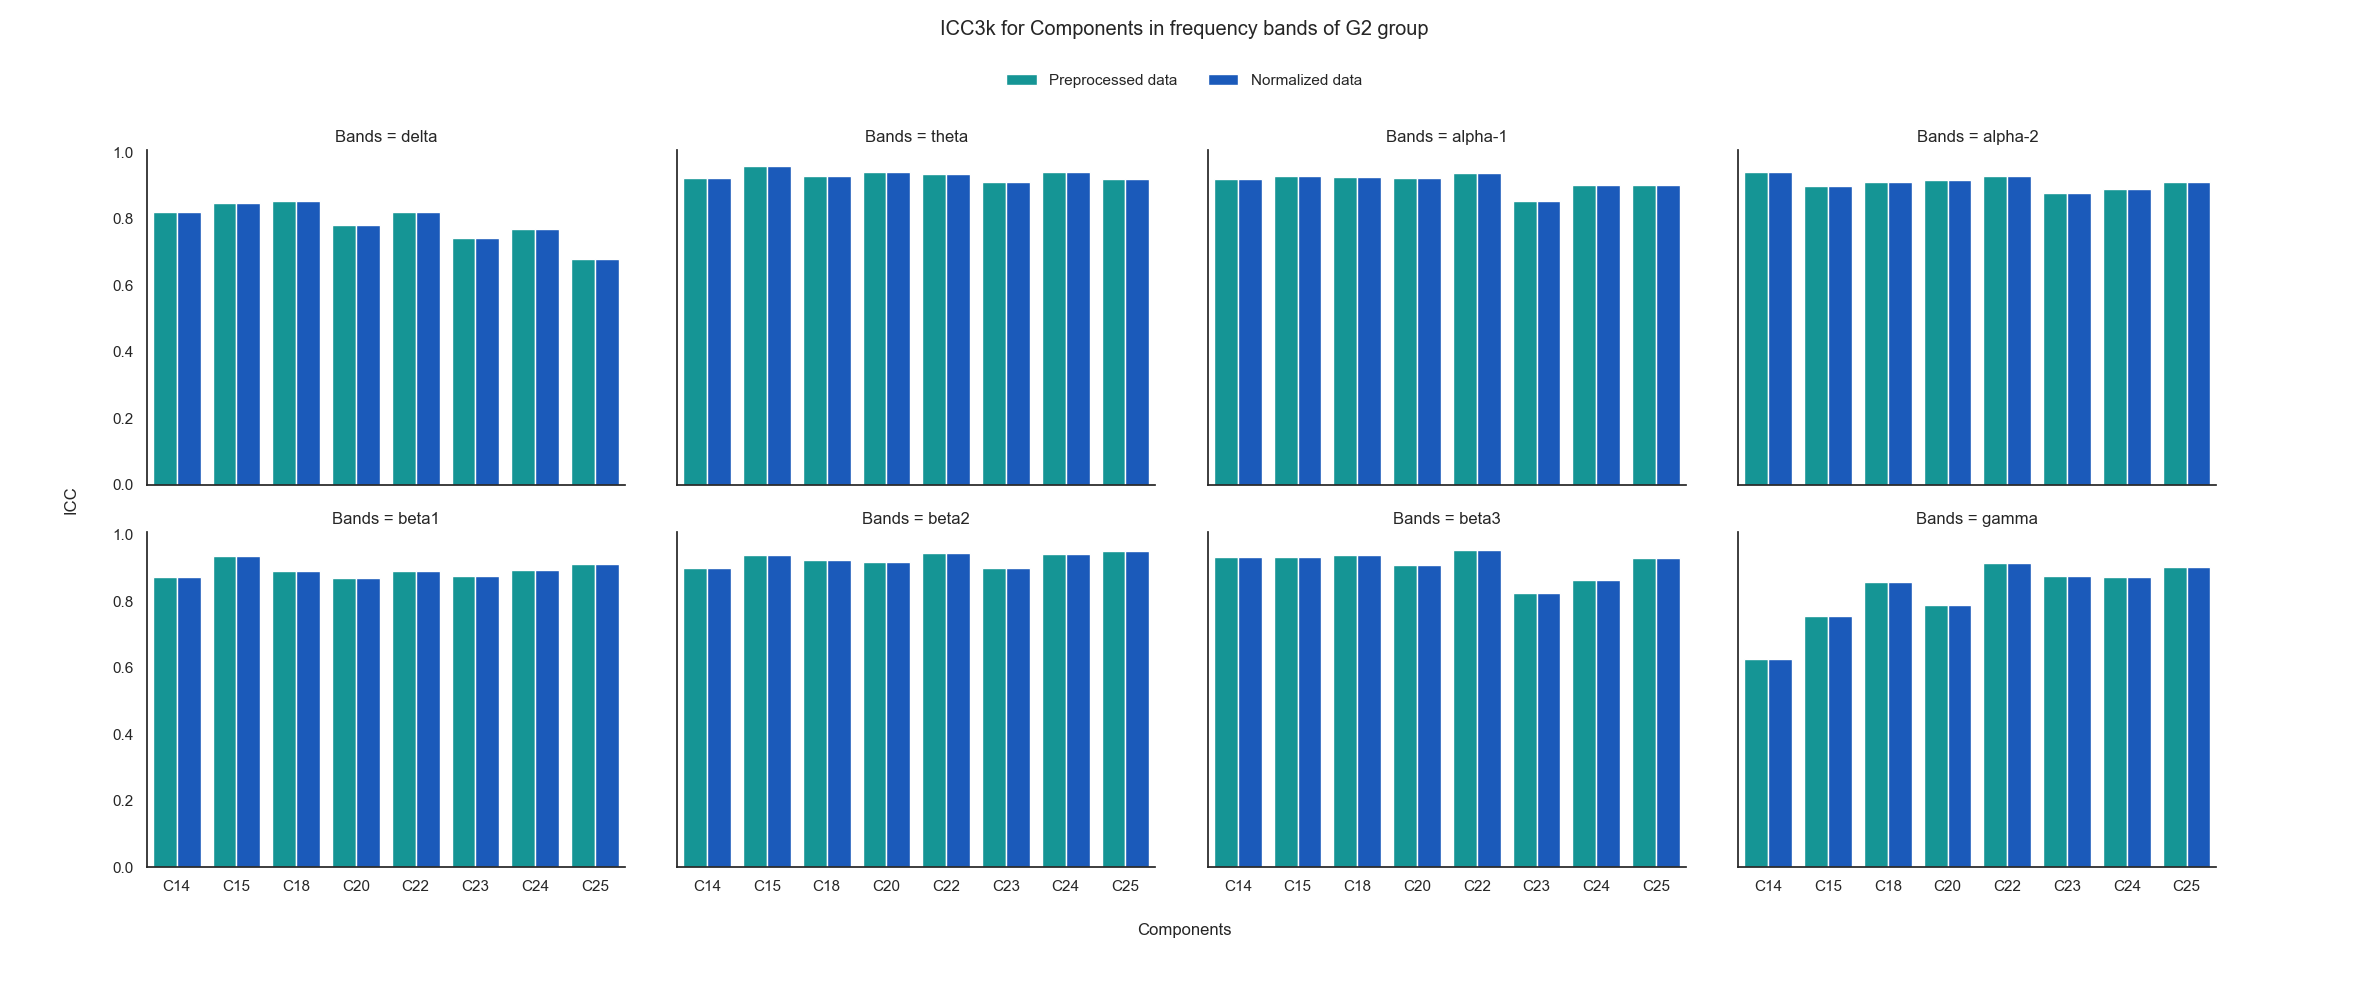 ICC3k for Components in frequency bands of G2 group
Preprocessed data Normalized data
Bands = delta Bands = theta Bands = alpha-1 Bands = alpha-2
1.0
0.8
0.6
0.4
0.2
0.0
ICC
Bands = beta1 Bands = beta2 Bands = beta3 Bands = gamma
1.0
0.8
0.6
0.4
0.2
0.0
C14 C15 C18 C20 C22 C23 C24 C25 C14 C15 C18 C20 C22 C23 C24 C25 C14 C15 C18 C20 C22 C23 C24 C25 C14 C15 C18 C20 C22 C23 C24 C25
Components